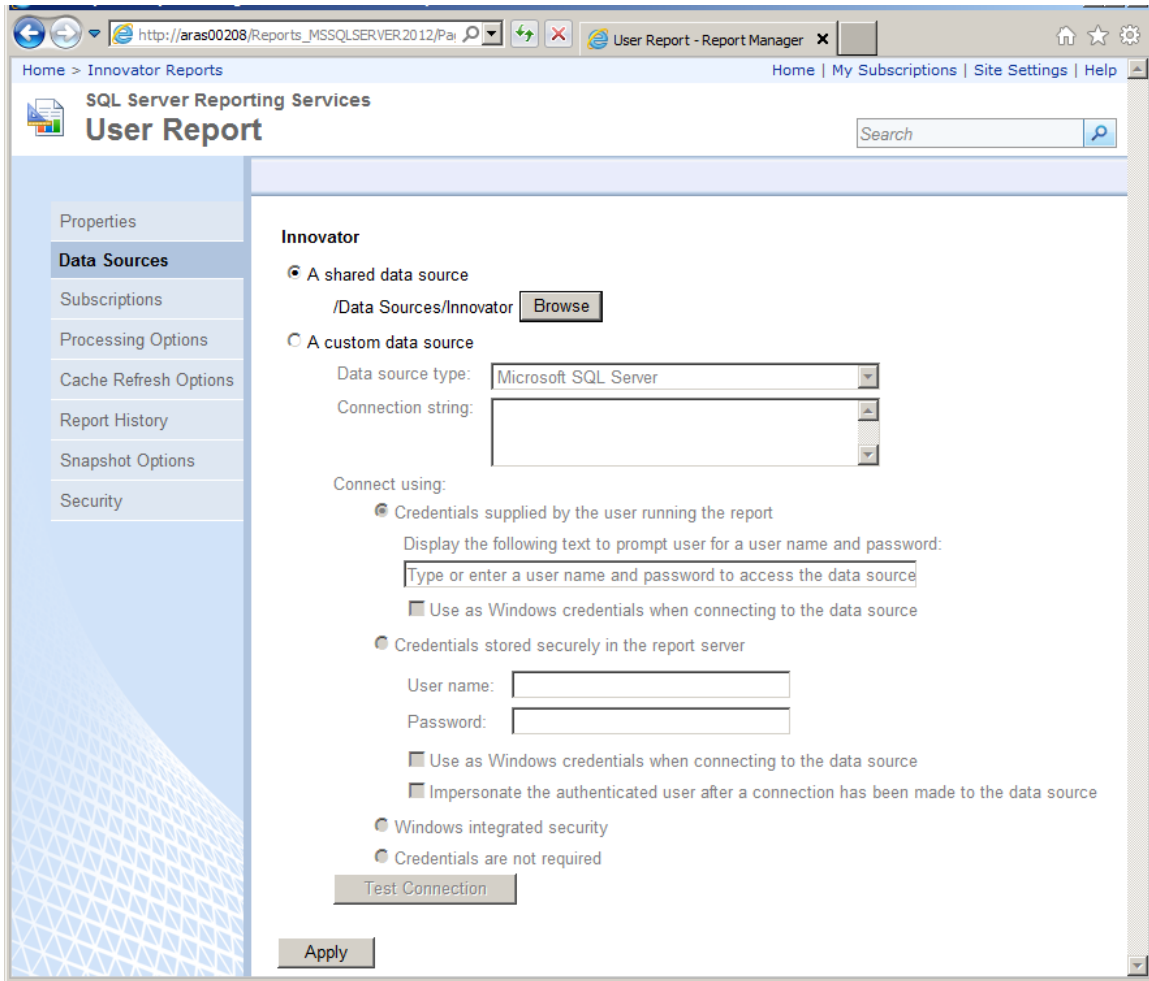 http://aras00208/Reports_MSSQLSERVER2012/Pa
User Report - Report Manager
Home > Innovator Reports
Home | My Subscriptions | Site Settings | Help
SQL Server Reporting Services
User Report
Search
Properties
Data Sources
Subscriptions
Processing Options
Cache Refresh Options
Report History
Snapshot Options
Security
Innovator
A shared data source
/Data Sources/Innovator Browse
A custom data source
Data source type: Microsoft SQL Server
Connection string:
Connect using:
Credentials supplied by the user running the report
Display the following text to prompt user for a user name and password:
Type or enter a user name and password to access the data source
Use as Windows credentials when connecting to the data source
Credentials stored securely in the report server
User name:
Password:
Use as Windows credentials when connecting to the data source
Impersonate the authenticated user after a connection has been made to the data source
Windows integrated security
Credentials are not required
Test Connection
Apply